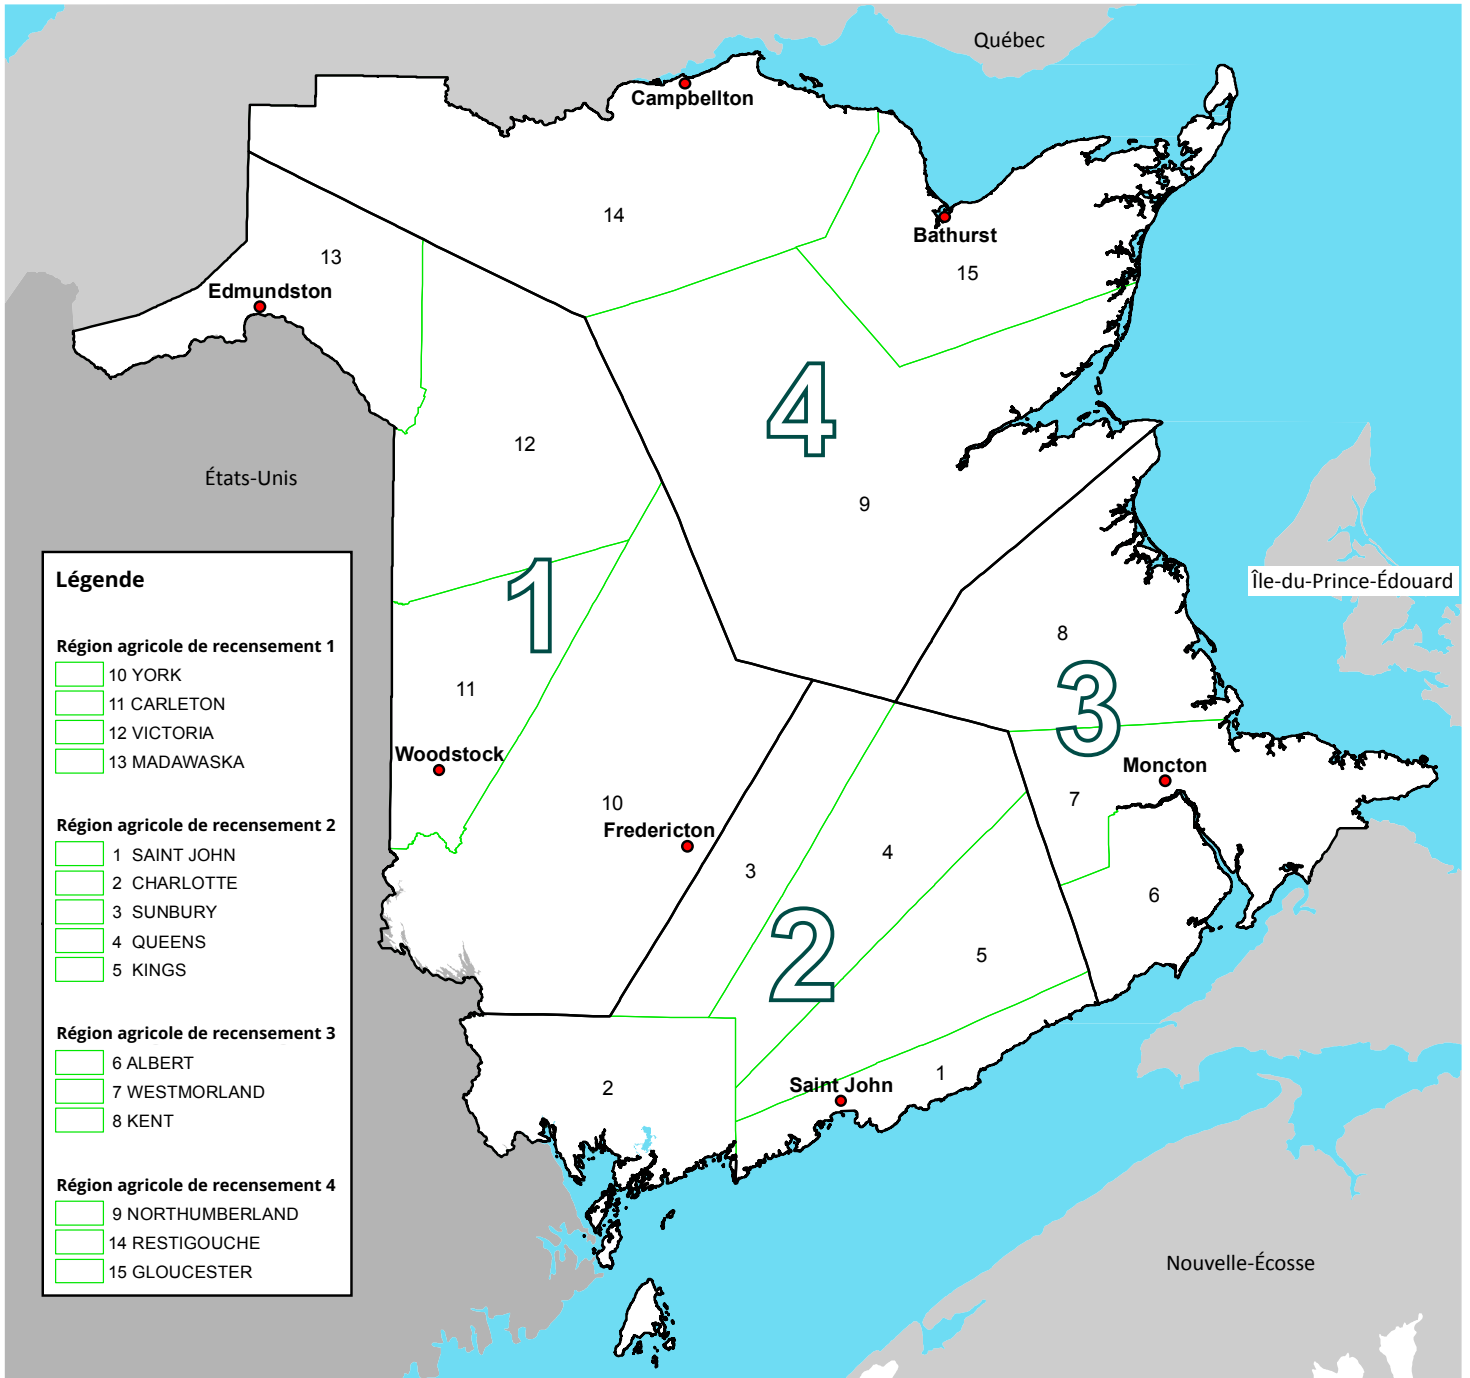 Québec
Campbellton
14
Bathurst
13
15
Edmundston
4
12
États-Unis
9
1
Île-du-Prince-Édouard
8
11
3
Woodstock
Moncton
10
7
Fredericton
4
3
6
2
5
2
1
Saint John
Nouvelle-Écosse
Légende
Région agricole de recensement 1
10 YORK
11 CARLETON
12 VICTORIA
13 MADAWASKA
Région agricole de recensement 2
1 SAINT JOHN
2 CHARLOTTE
3 SUNBURY
4 QUEENS
5 KINGS
Région agricole de recensement 3
6 ALBERT
7 WESTMORLAND
8 KENT
Région agricole de recensement 4
9 NORTHUMBERLAND
14 RESTIGOUCHE
15 GLOUCESTER